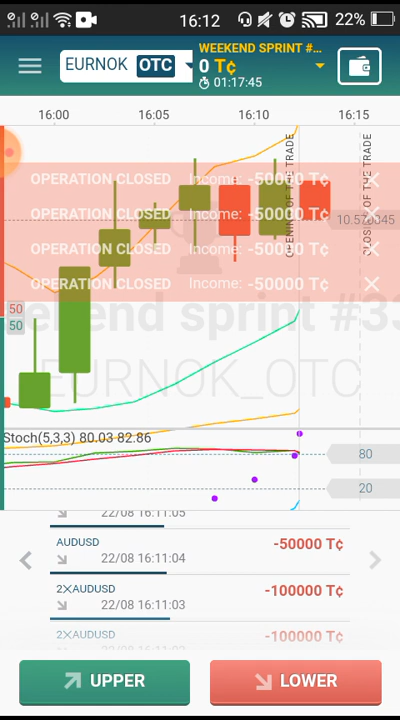 16:12
22%
EURNOK OTC
WEEKEND SPRINT #...
0 T¢
01:17:45
16:00 16:05 16:10 16:15
OPENING OF THE TRADE
CLOSING OF THE TRADE
OPERATION CLOSED Income: -50000 T¢
OPERATION CLOSED Income: -50000 T¢
10.570045
OPERATION CLOSED Income: -50000 T¢
OPERATION CLOSED Income: -50000 T¢
50
50
ekend sprint #33
EURNOK_OTC
Stoch(5,3,3) 80.03 82.86
80
20
22/08 16:11:05
AUDUSD -50000 T¢
22/08 16:11:04
2XAUDUSD -100000 T¢
22/08 16:11:03
2XAUDUSD -100000 T¢
UPPER LOWER